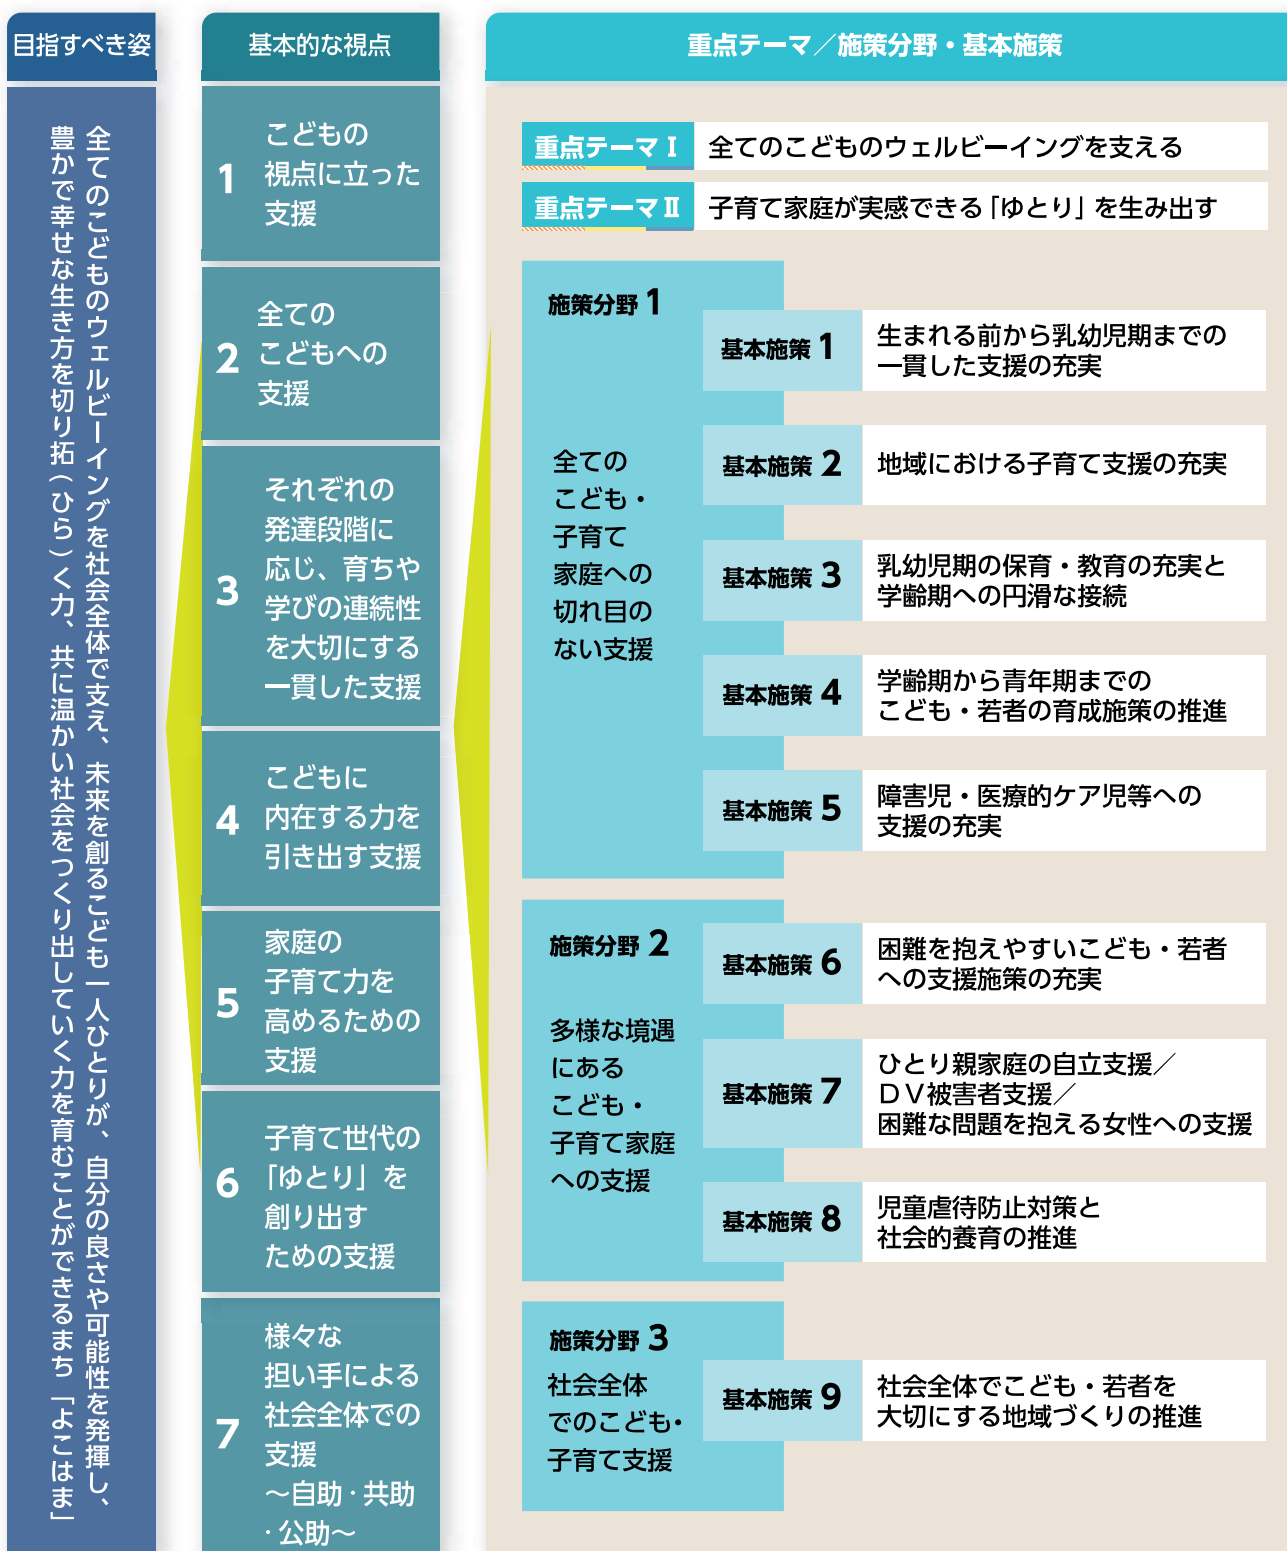 目指すべき姿
全てのこどものウェルビーイングを社会全体で支え、未来を創るこども一人ひとりが、自分の良さや可能性を発揮し、
豊かで幸せな生き方を切り拓（ひら）く力、共に温かい社会をつくり出していく力を育むことができるまち「よこはま」
基本的な視点
1
こどもの
視点に立った
支援
2
全ての
こどもへの
支援
3
それぞれの
発達段階に
応じ、育ちや
学びの連続性
を大切にする
一貫した支援
4
こどもに
内在する力を
引き出す支援
5
家庭の
子育て力を
高めるための
支援
6
子育て世代の
「ゆとり」を
創り出す
ための支援
7
様々な
担い手による
社会全体での
支援
～自助・共助
・公助～
重点テーマ／施策分野・基本施策
重点テーマⅠ 全てのこどものウェルビーイングを支える
重点テーマⅡ 子育て家庭が実感できる「ゆとり」を生み出す
施策分野 1
全ての
こども・
子育て
家庭への
切れ目の
ない支援
基本施策 1
生まれる前から乳幼児期までの
一貫した支援の充実
基本施策 2
地域における子育て支援の充実
基本施策 3
乳幼児期の保育・教育の充実と
学齢期への円滑な接続
基本施策 4
学齢期から青年期までの
こども・若者の育成施策の推進
基本施策 5
障害児・医療的ケア児等への
支援の充実
施策分野 2
多様な境遇
にある
こども・
子育て家庭
への支援
基本施策 6
困難を抱えやすいこども・若者
への支援施策の充実
基本施策 7
ひとり親家庭の自立支援／
ＤＶ被害者支援／
困難な問題を抱える女性への支援
基本施策 8
児童虐待防止対策と
社会的養育の推進
施策分野 3
社会全体
でのこども・
子育て支援
基本施策 9
社会全体でこども・若者を
大切にする地域づくりの推進